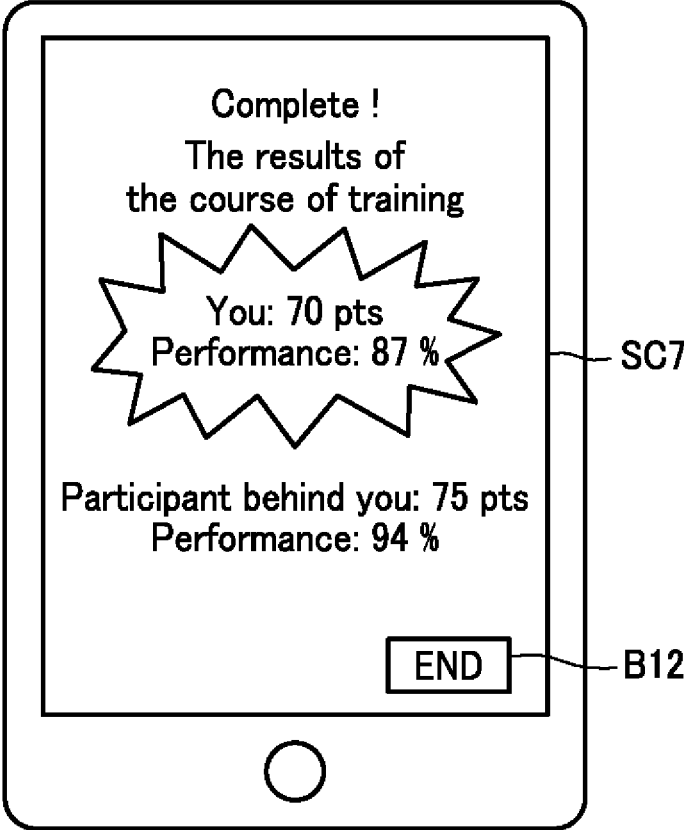 Complete !
The results of
the course of training
You: 70 pts
Performance: 87 %
SC7
Participant behind you: 75 pts
Performance: 94 %
END
B12